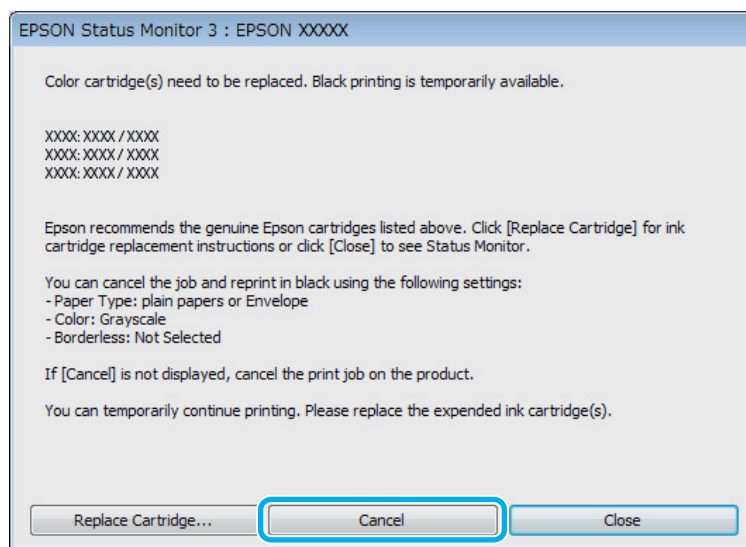 EPSON Status Monitor 3 : EPSON XXXXX
Color cartridge(s) need to be replaced. Black printing is temporarily available.
XXXX: XXXX / XXXX
XXXX: XXXX / XXXX
XXXX: XXXX / XXXX
Epson recommends the genuine Epson cartridges listed above. Click [Replace Cartridge] for ink
cartridge replacement instructions or click [Close] to see Status Monitor.
You can cancel the job and reprint in black using the following settings:
- Paper Type: plain papers or Envelope
- Color: Grayscale
- Borderless: Not Selected
If [Cancel] is not displayed, cancel the print job on the product.
You can temporarily continue printing. Please replace the expended ink cartridge(s).
Replace Cartridge... Cancel Close